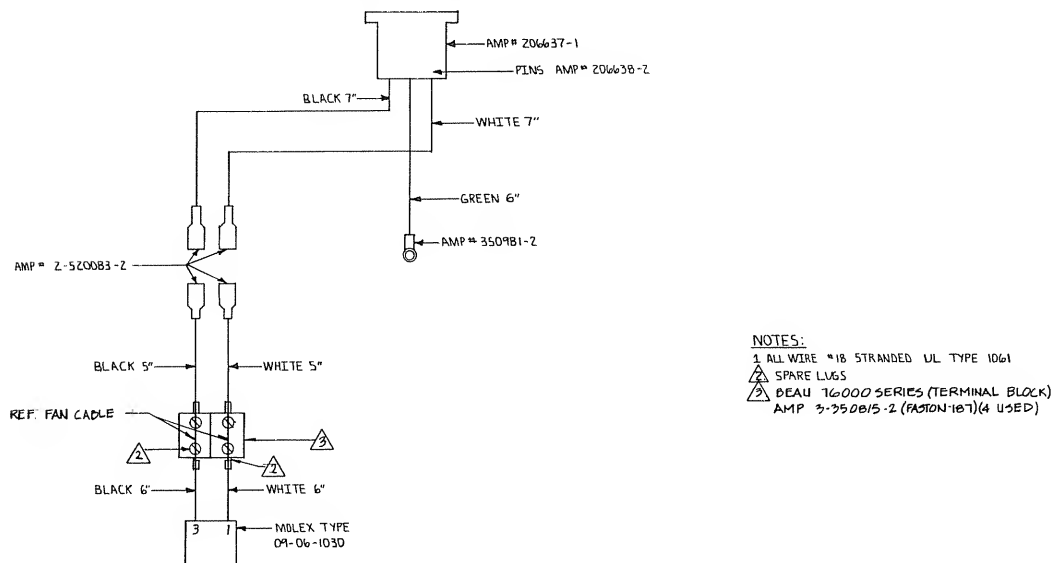 AMP# 206637-1
PINS AMP# 206638-2
BLACK 7"
WHITE 7"
GREEN 6"
AMP# 350981-2
AMP# 2-520083-2
BLACK 5"
WHITE 5"
REF. FAN CABLE
3
2
2
BLACK 6"
WHITE 6"
3 1
MOLEX TYPE
09-06-1030
NOTES:
1 ALL WIRE #18 STRANDED UL TYPE 1061
2 SPARE LUGS
3 BEAU 76000 SERIES (TERMINAL BLOCK)
AMP 3-350815-2 (FASTON-187)(4 USED)